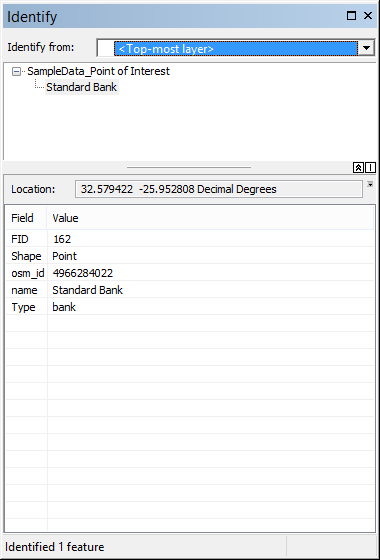 Identify
Identify from: <Top-most layer>
SampleData_Point of Interest
Standard Bank
Location: 32.579422 -25.952808 Decimal Degrees
Field Value
FID 162
Shape Point
osm_id 4966284022
name Standard Bank
Type bank
Identified 1 feature